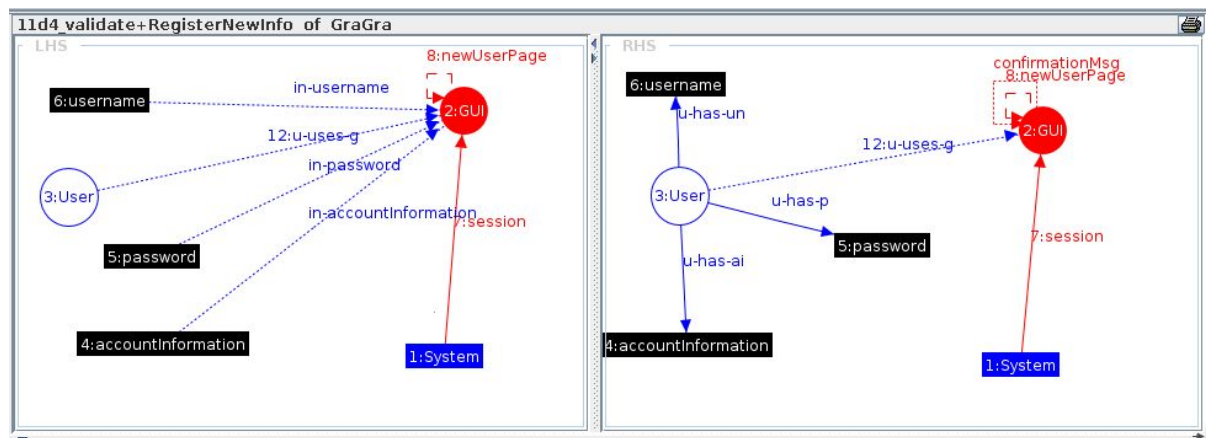 11d4_validate+RegisterNewInfo of GraGra
LHS
8:newUserPage
in-username
6:username
2:GUI
12:u-uses-g
in-password
3:User
in-accountInformation
7:session
5:password
4:accountInformation
1:System
RHS
confirmationMsg
8:newUserPage
6:username
u-has-un
2:GUI
12:u-uses-g
3:User
u-has-p
7:session
5:password
u-has-ai
4:accountInformation
1:System